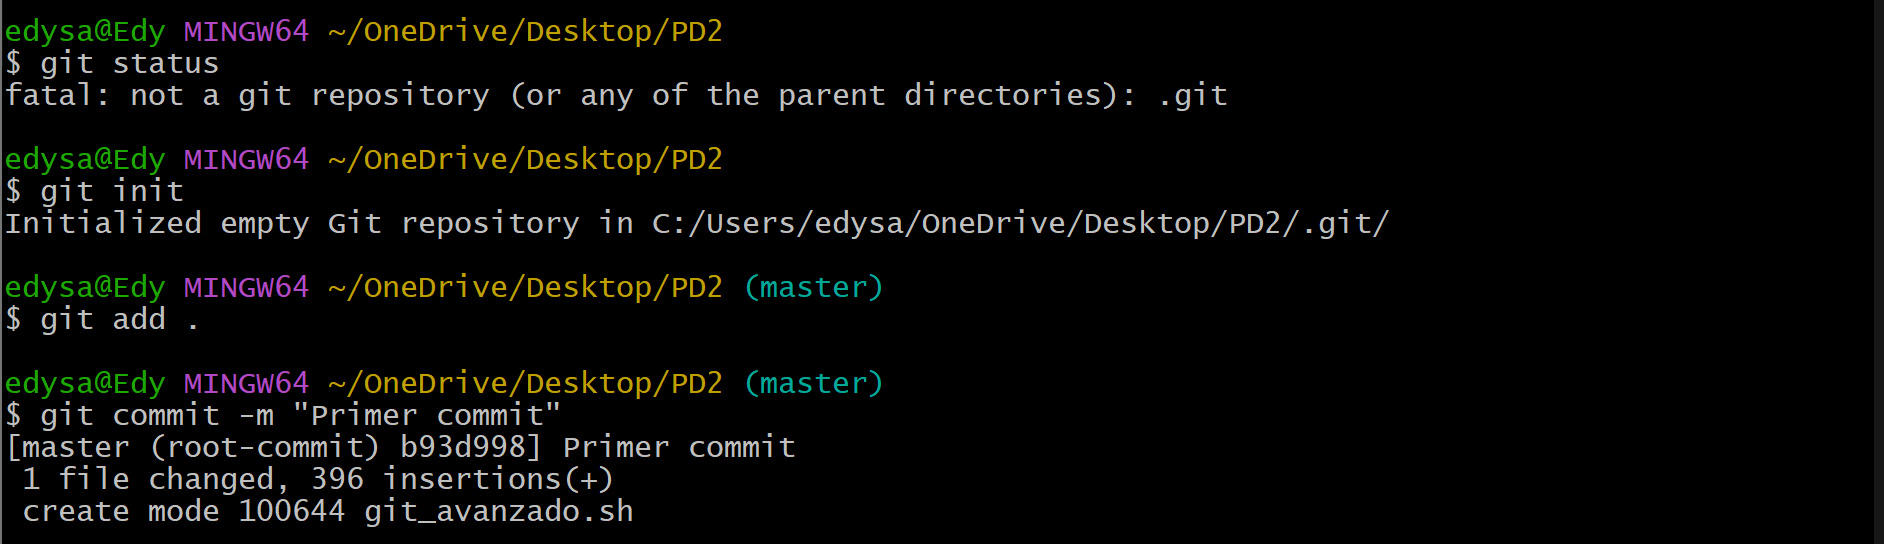 edysa@Edy MINGW64 ~/OneDrive/Desktop/PD2
$ git status
fatal: not a git repository (or any of the parent directories): .git
edysa@Edy MINGW64 ~/OneDrive/Desktop/PD2
$ git init
Initialized empty Git repository in C:/Users/edysa/OneDrive/Desktop/PD2/.git/
edysa@Edy MINGW64 ~/OneDrive/Desktop/PD2 (master)
$ git add .
edysa@Edy MINGW64 ~/OneDrive/Desktop/PD2 (master)
$ git commit -m "Primer commit"
[master (root-commit) b93d998] Primer commit
1 file changed, 396 insertions(+)
create mode 100644 git_avanzado.sh